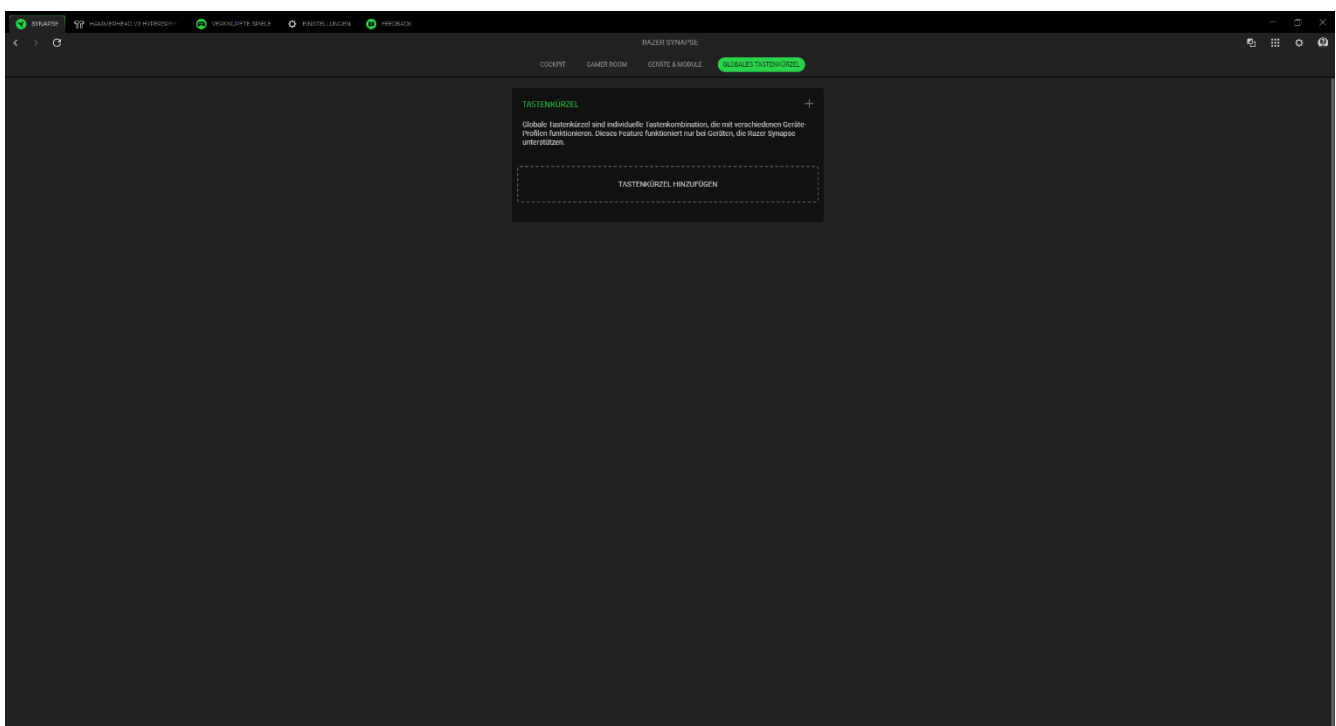 SYNAPSE
HAMMERHEAD V3 HYPERSPE
VERKNÜPFTE SPIELE
EINSTELLUNGEN
FEEDBACK
RAZER SYNAPSE
COCKPIT
GAMER ROOM
GERÄTE & MODULE
GLOBALES TASTENKÜRZEL
TASTENKÜRZEL
Globale Tastenkürzel sind individuelle Tastenkombination, die mit verschiedenen Geräte-
Profilen funktionieren. Dieses Feature funktioniert nur bei Geräten, die Razer Synapse
unterstützen.
TASTENKÜRZEL HINZUFÜGEN